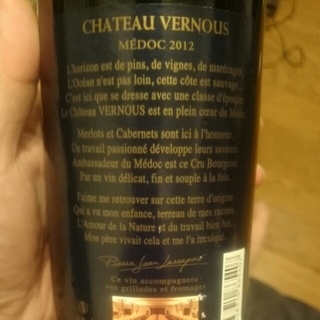 CHATEAU VERNOUS
MÉDOC 2012
L'horizon est de pins, de vignes, de marécages,
L'Océan n'est pas loin, cette côte est sauvage...
C'est ici que se dresse avec une classe d'époque
Le Château VERNOUS est en plein cœur du Médoc.
Merlots et Cabernets sont ici à l'honneur,
Un travail passionné développe leurs saveurs
Ambassadeur du Médoc est ce Cru Bourgeois
Par un vin délicat, fin et souple à la fois.
J'aime me retrouver sur cette terre d'origine
Qui a vu mon enfance, terreau de mes racines
L'Amour de la Nature et du travail bien fait,
Mon père vivait cela et me l'a inculqué.
Ce vin accompagnera
vos grillades et fromages